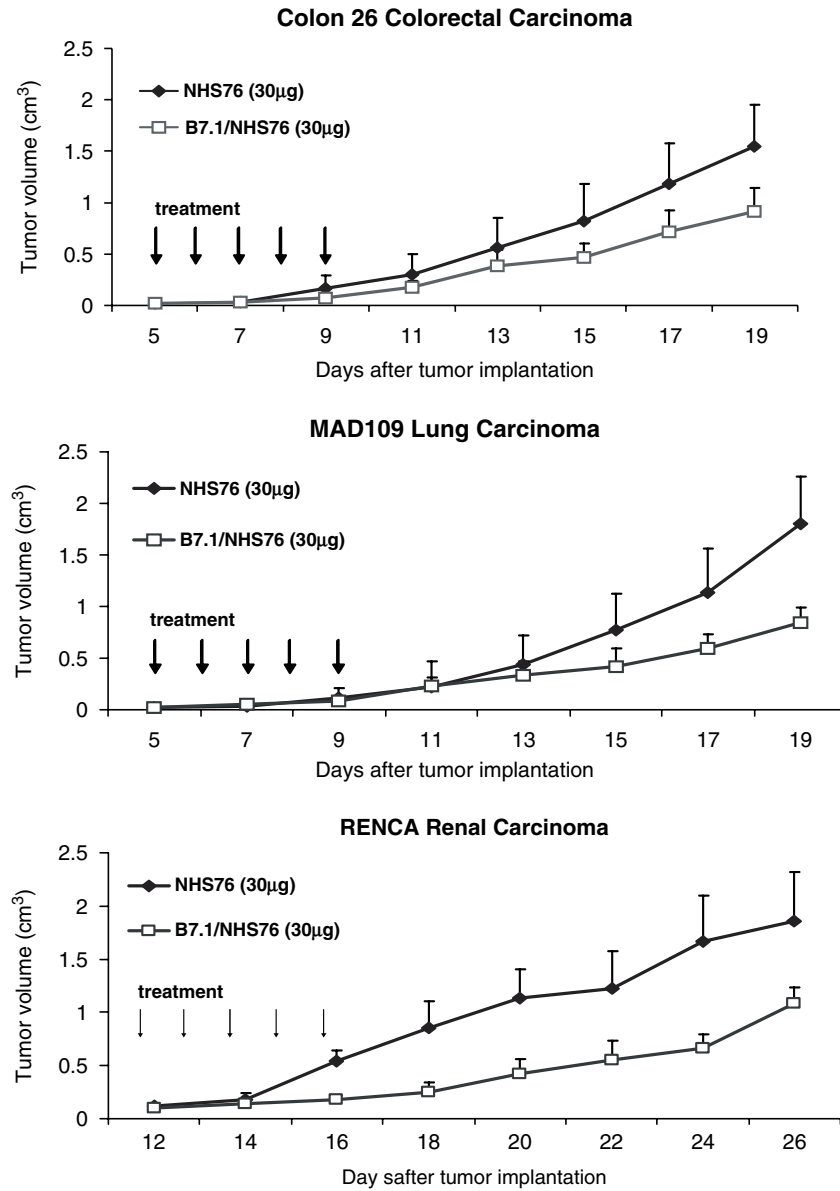 Colon 26 Colorectal Carcinoma
2.5
2
1.5
1
0.5
0
Tumor volume (cm³)
NHS76 (30µg)
B7.1/NHS76 (30µg)
treatment
5 7 9 11 13 15 17 19
Days after tumor implantation
MAD109 Lung Carcinoma
2.5
2
1.5
1
0.5
0
Tumor volume (cm³)
NHS76 (30µg)
B7.1/NHS76 (30µg)
treatment
5 7 9 11 13 15 17 19
Days after tumor implantation
RENCA Renal Carcinoma
2.5
2
1.5
1
0.5
0
Tumor volume (cm³)
NHS76 (30µg)
B7.1/NHS76 (30µg)
treatment
12 14 16 18 20 22 24 26
Day safter tumor implantation